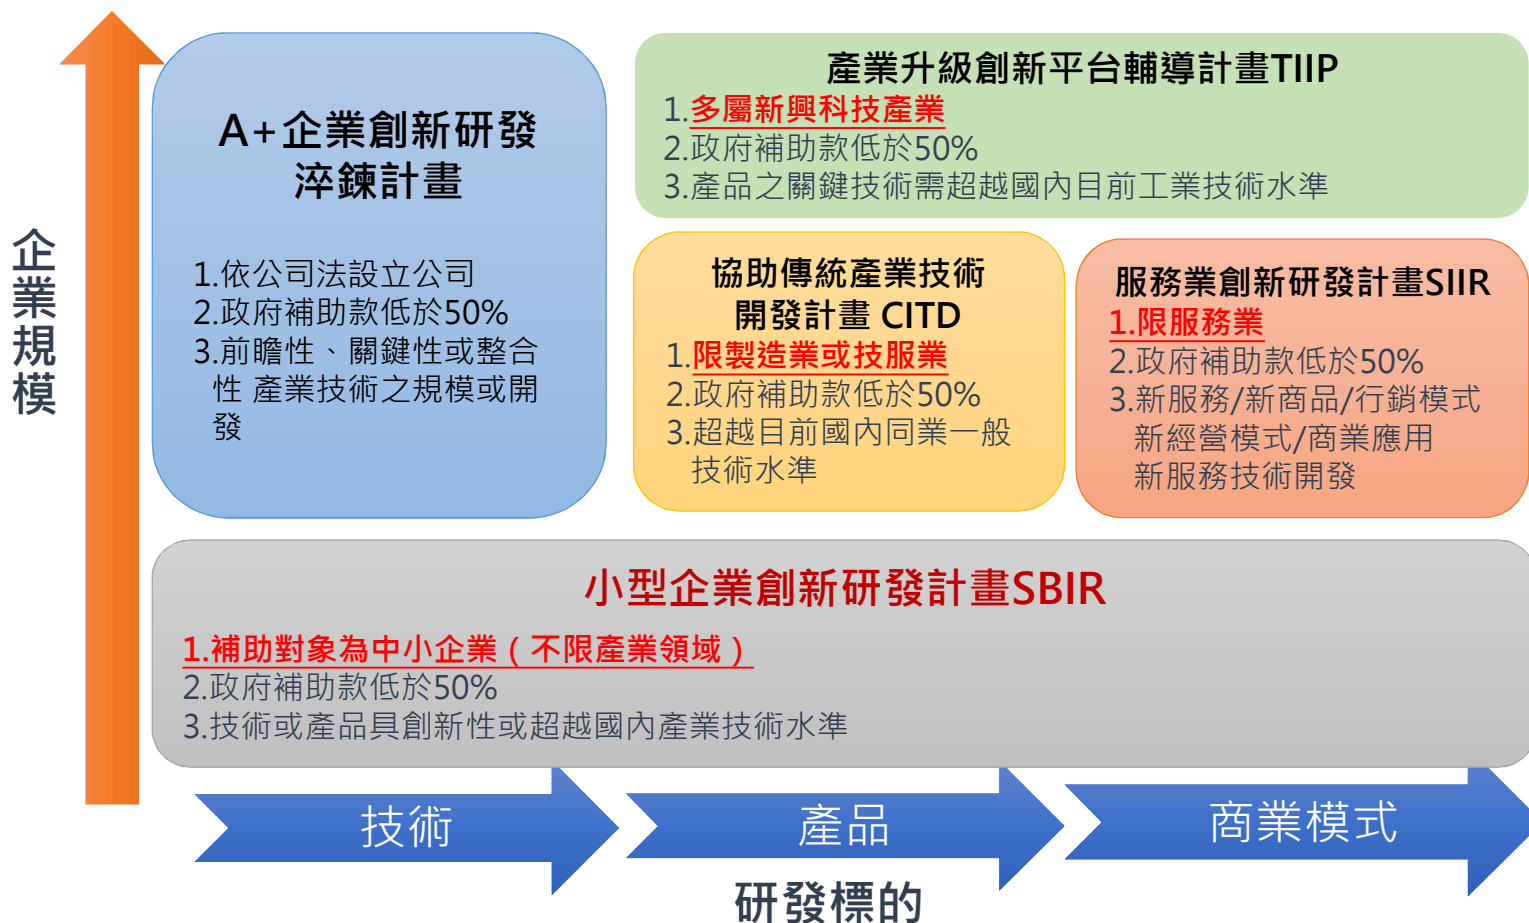 企業規模
A+企業創新研發
淬鍊計畫
1.依公司法設立公司
2.政府補助款低於50%
3.前瞻性、關鍵性或整合
性 產業技術之規模或開
發
產業升級創新平台輔導計畫TIIP
1.多屬新興科技產業
2.政府補助款低於50%
3.產品之關鍵技術需超越國內目前工業技術水準
協助傳統產業技術
開發計畫 CITD
1.限製造業或技服業
2.政府補助款低於50%
3.超越目前國內同業一般
技術水準
服務業創新研發計畫SIIR
1.限服務業
2.政府補助款低於50%
3.新服務/新商品/行銷模式
新經營模式/商業應用
新服務技術開發
小型企業創新研發計畫SBIR
1.補助對象為中小企業（不限產業領域）
2.政府補助款低於50%
3.技術或產品具創新性或超越國內產業技術水準
技術
產品
商業模式
研發標的